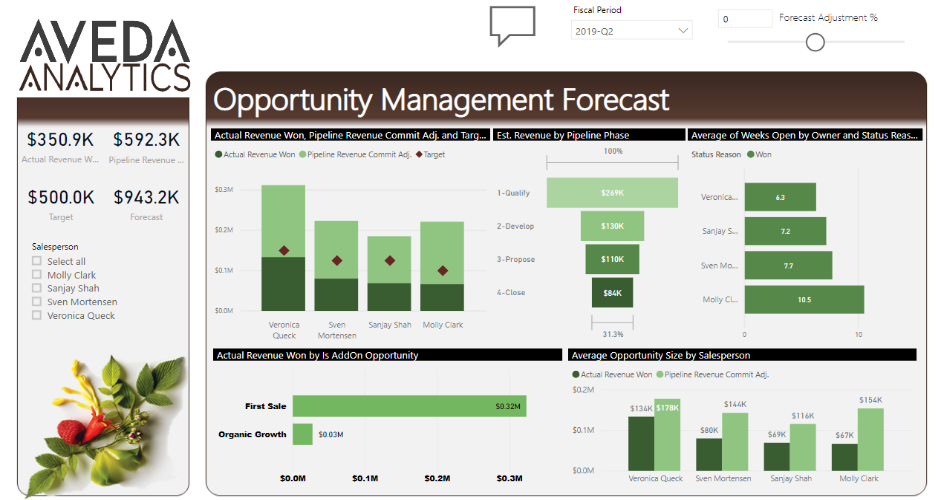 Fiscal Period
2019-Q2
0
Forecast Adjustment %
AVEDA
ANALYTICS
$350.9K
Actual Revenue W...
$592.3K
Pipeline Revenue ...
$500.0K
Target
$943.2K
Forecast
Salesperson
Select all
Molly Clark
Sanjay Shah
Sven Mortensen
Veronica Queck
Opportunity Management Forecast
Actual Revenue Won, Pipeline Revenue Commit Adj. and Targ...
Actual Revenue Won
Pipeline Revenue Commit Adj.
Target
$0.3M
$0.2M
$0.1M
$0.0M
Veronica
Queck
Sven
Mortensen
Sanjay Shah
Molly Clark
Est. Revenue by Pipeline Phase
100%
1-Qualify
$269K
2-Develop
$130K
3-Propose
$110K
4-Close
$84K
31.3%
Average of Weeks Open by Owner and Status Reas...
Status Reason
Won
Veronica...
6.3
Sanjay S...
7.2
Sven Mo...
7.7
Molly Cl...
10.5
0
10
Actual Revenue Won by Is AddOn Opportunity
First Sale
$0.32M
Organic Growth
$0.03M
$0.0M
$0.1M
$0.2M
$0.3M
Average Opportunity Size by Salesperson
Actual Revenue Won
Pipeline Revenue Commit Adj.
$0.2M
$0.1M
$0.0M
$134K
$178K
$80K
$144K
$69K
$116K
$67K
$154K
Veronica Queck
Sven Mortensen
Sanjay Shah
Molly Clark